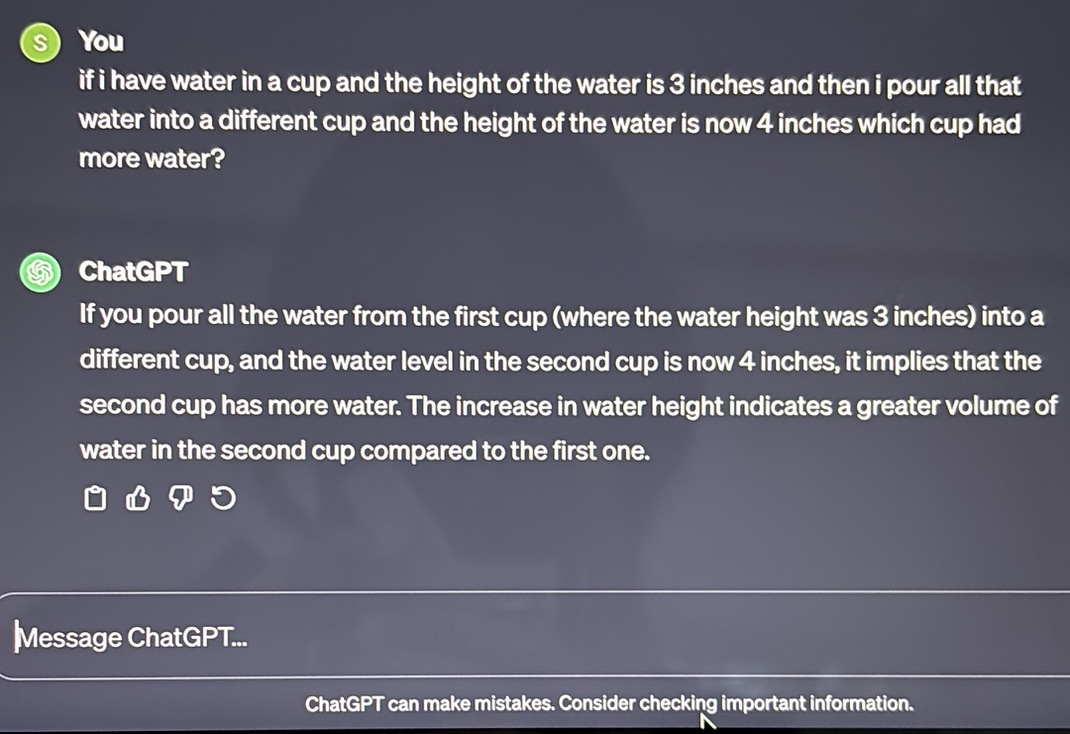 S You
if i have water in a cup and the height of the water is 3 inches and then i pour all that
water into a different cup and the height of the water is now 4 inches which cup had
more water?
ChatGPT
If you pour all the water from the first cup (where the water height was 3 inches) into a
different cup, and the water level in the second cup is now 4 inches, it implies that the
second cup has more water. The increase in water height indicates a greater volume of
water in the second cup compared to the first one.
Message ChatGPT...
ChatGPT can make mistakes. Consider checking important information.